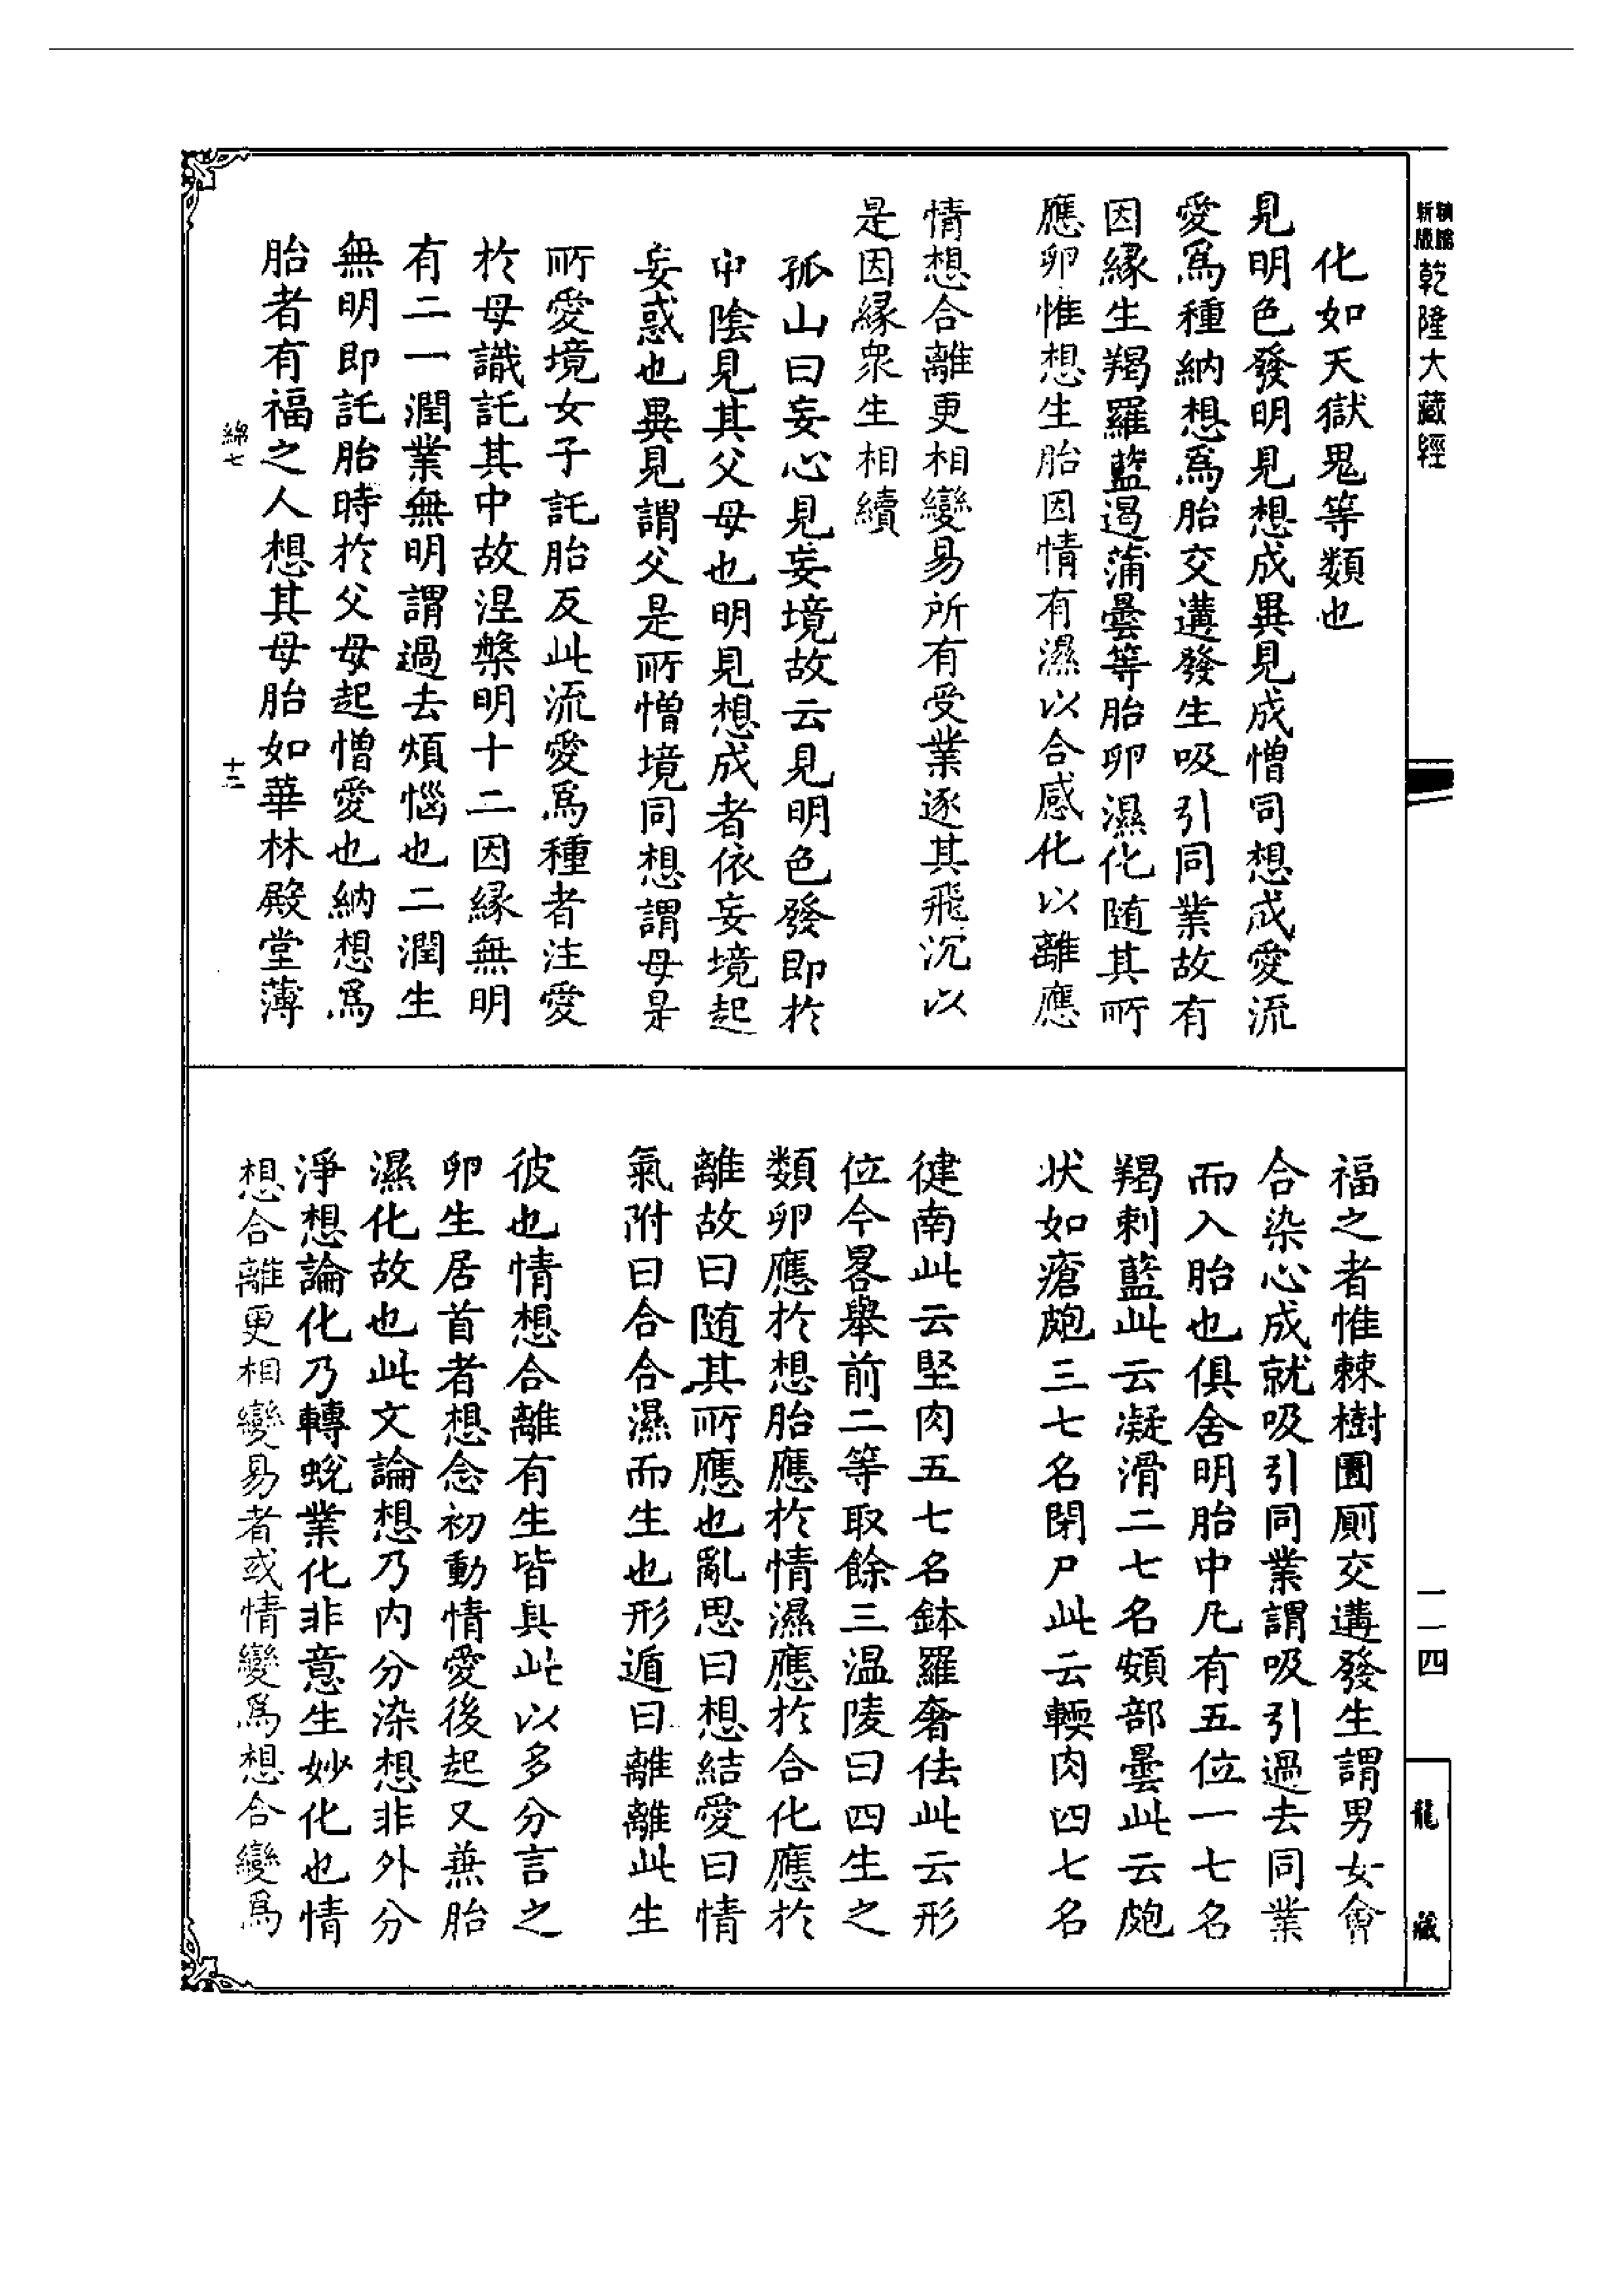 新版
乾隆大藏經
化如天獄鬼等類也
見明色發明見想成異見成憎同想成愛流
愛爲種納想爲胎交遘發生吸引同業故有
因緣生羯羅藍遏蒲曇等胎卵濕化隨其所
應卵惟想生胎因情有濕以合感化以離應
情想合離更相變易所有受業逐其飛沉以
是因緣衆生相續
孤山曰妄心見妄境故云見明色發即於
中陰見其父母也明見想成者依妄境起
妄惑也異見謂父是所憎境同想謂母是
所愛境女子託胎反此流愛爲種者注愛
於母識託其中故涅槃明十二因緣無明
有二一潤業無明謂過去煩惱也二潤生
無明即託胎時於父母起憎愛也納想爲
胎者有福之人想其母胎如華林殿堂薄
綿七
十三
福之者惟棘樹圊厠交遘發生謂男女會
合染心成就吸引同業謂吸引過去同業
而入胎也俱舍明胎中凡有五位一七名
羯剌藍此云凝滑二七名頞部曇此云皰
状如瘡皰三七名閉尸此云輭肉四七名
健南此云堅肉五七名鉢羅奢佉此云形
位今畧舉前二等取餘三温陵曰四生之
類卵應於想胎應於情濕應於合化應於
離故曰隨其所應也亂思曰想結愛曰情
氣附曰合合濕而生也形遁曰離離此生
彼也情想合離有生皆具此以多分言之
卵生居首者想念初動情愛後起又兼胎
濕化故也此文論想乃內分染想非外分
淨想論化乃轉蛻業化非意生妙化也情
想合離更相變易者或情變爲想合變爲
一一四
龍藏